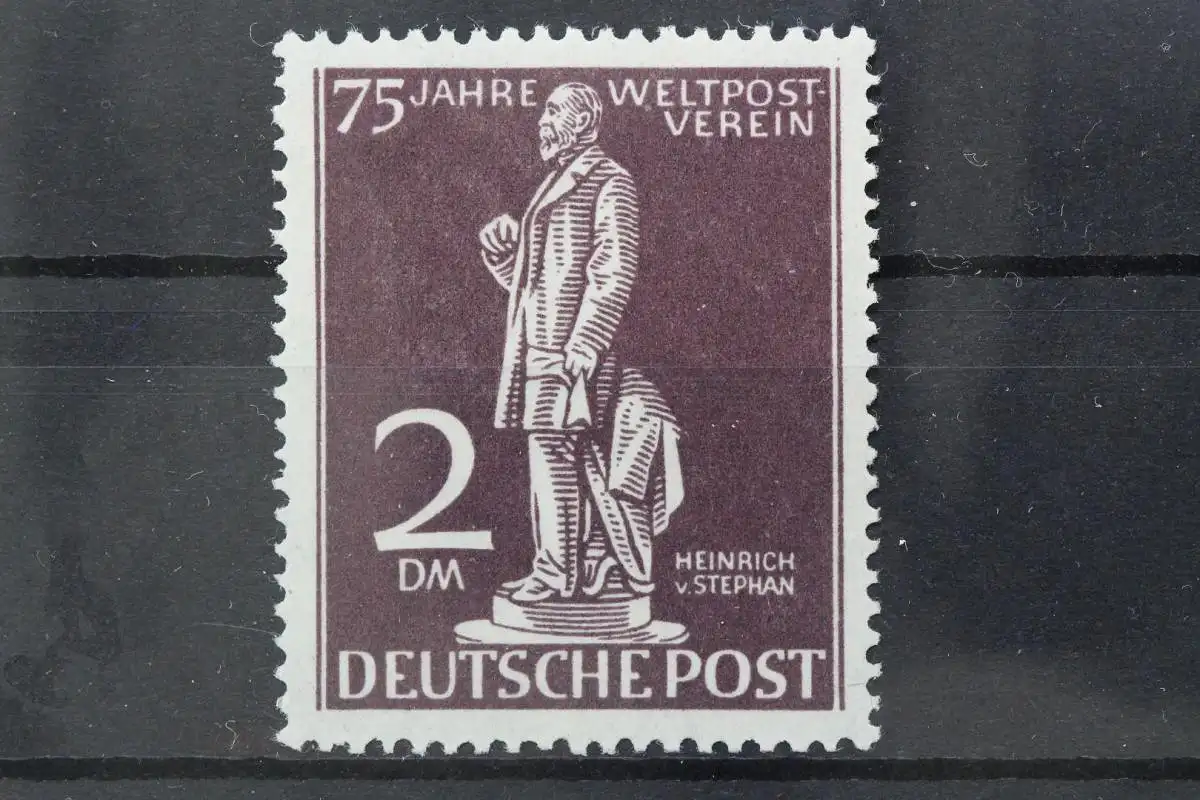 75 JAHRE WELTPOST-
VEREIN
2
DM
HEINRICH
v. STEPHAN
DEUTSCHE POST